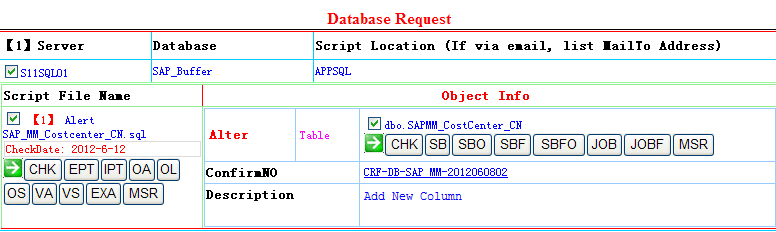 Database Request
【1】Server Database Script Location (If via email, list MailTo Address)
S11SQL01 SAP_Buffer APPSQL
Script File Name Object Info
【1】 Alert
SAP_MM_Costcenter_CN.sql
CheckDate: 2012-6-12
CHK EPT IPT OA OL
OS VA VS EXA MSR
Alter Table dbo.SAPMM_CostCenter_CN
CHK SB SBO SBF SBFO JOB JOBF MSR
ConfirmNO CRF-DB-SAP MM-2012060802
Description Add New Column